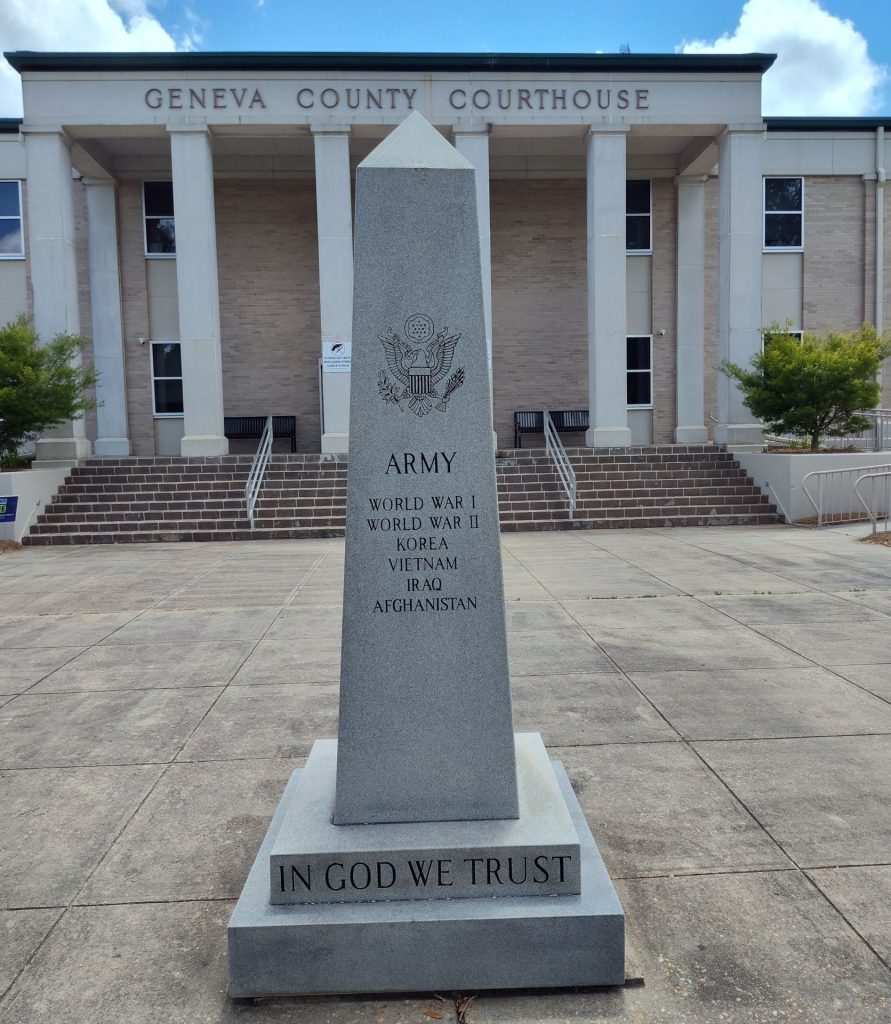 GENEVA COUNTY COURTHOUSE
ARMY
WORLD WAR I
WORLD WAR II
KOREA
VIETNAM
IRAQ
AFGHANISTAN
IN GOD WE TRUST